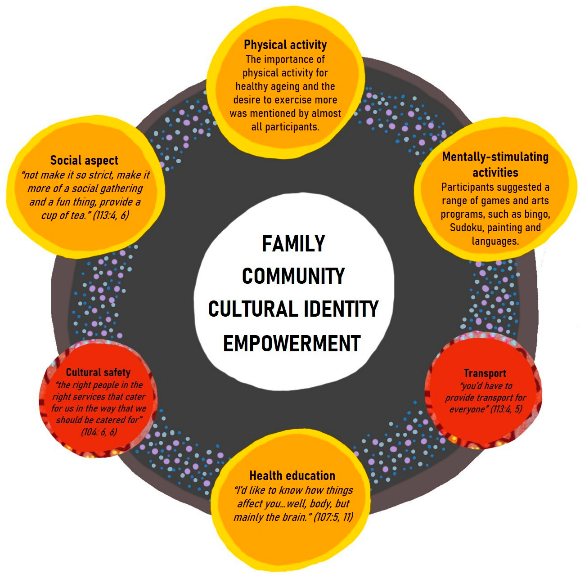 Physical activity
The importance of
physical activity for
healthy ageing and the
desire to exercise more
was mentioned by almost
all participants.
Social aspect
"not make it so strict, make it
more of a social gathering
and a fun thing, provide a
cup of tea." (113:4, 6)
Mentally-stimulating
activities
Participants suggested a
range of games and arts
programs, such as bingo,
Sudoku, painting and
languages.
FAMILY
COMMUNITY
CULTURAL IDENTITY
EMPOWERMENT
Cultural safety
"the right people in the
right services that cater
for us in the way that we
should be catered for"
(104: 6, 6)
Transport
"you'd have to
provide transport for
everyone" (113:4, 5)
Health education
"I'd like to know how things
affect you...well, body, but
mainly the brain." (107:5, 11)